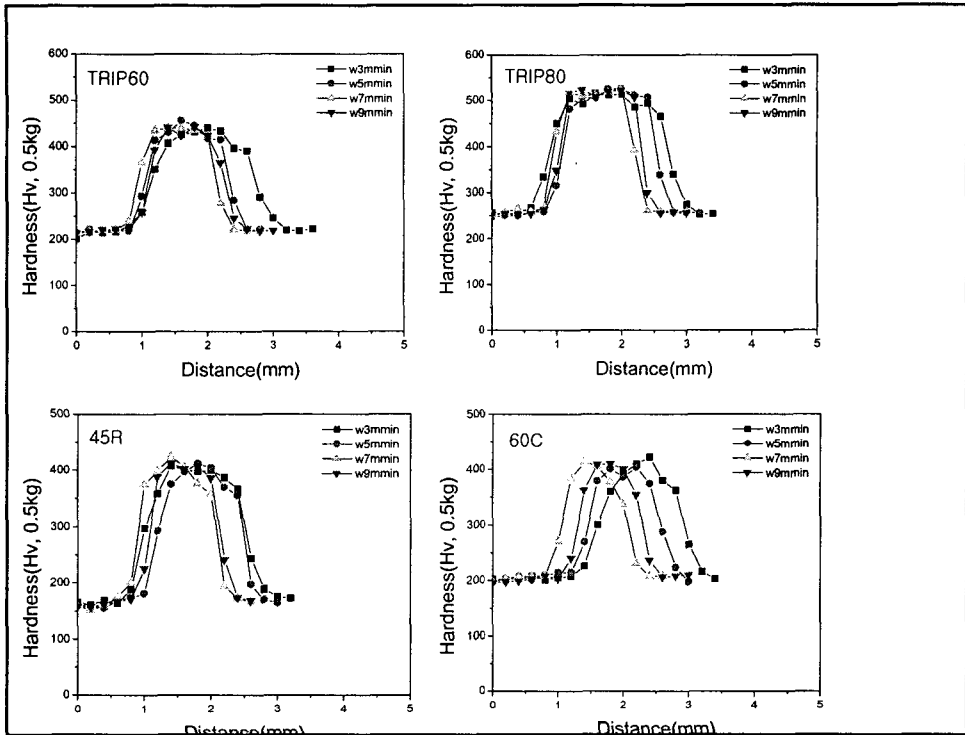 TRIP60
w3mmin
w5mmin
w7mmin
w9mmin
600
500
400
300
200
100
0
0 1 2 3 4 5
Hardness(Hv, 0.5kg)
Distance(mm)
TRIP80
w3mmin
w5mmin
w7mmin
w9mmin
600
500
400
300
200
100
0
0 1 2 3 4 5
Hardness(Hv, 0.5kg)
Distance(mm)
45R
w3mmin
w5mmin
w7mmin
w9mmin
500
400
300
200
100
0
0 1 2 3 4 5
Hardness(Hv, 0.5kg)
Distance(mm)
60C
w3mmin
w5mmin
w7mmin
w9mmin
500
400
300
200
100
0
0 1 2 3 4 5
Hardness(Hv, 0.5kg)
Distance(mm)